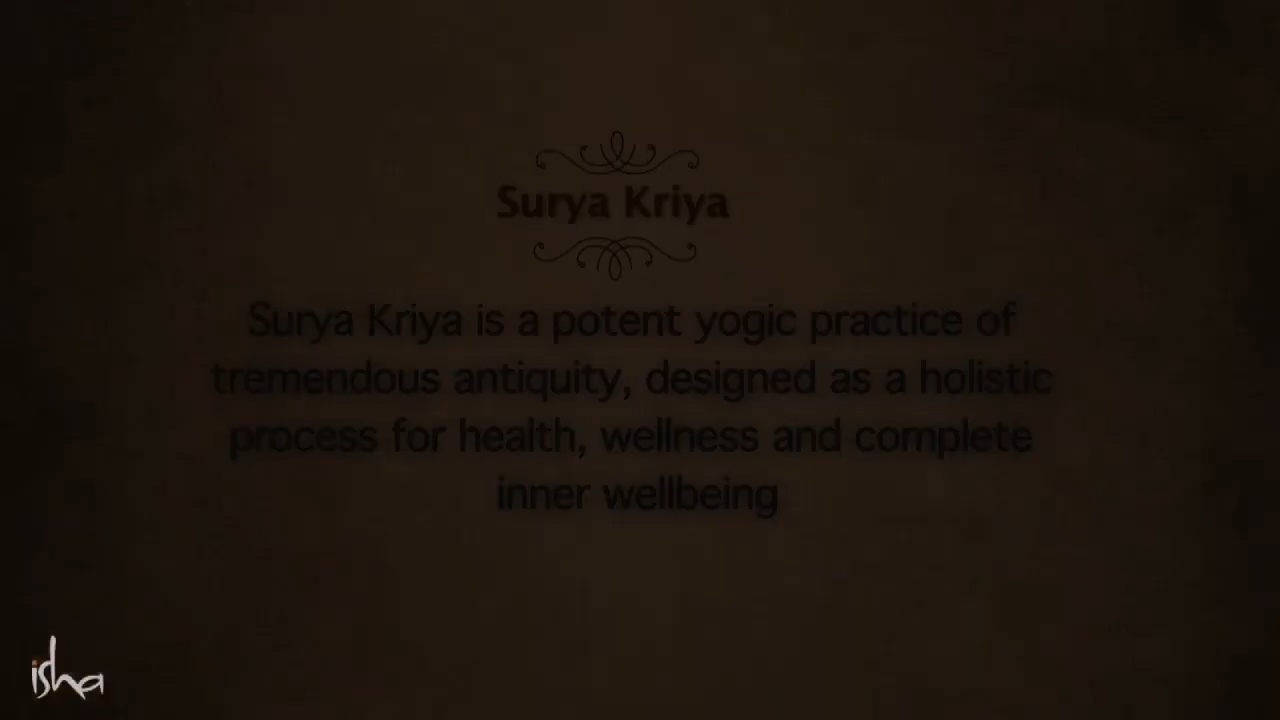 Surya Kriya
Surya Kriya is a potent yogic practice of
tremendous antiquity, designed as a holistic
process for health, wellness and complete
inner wellbeing
isha